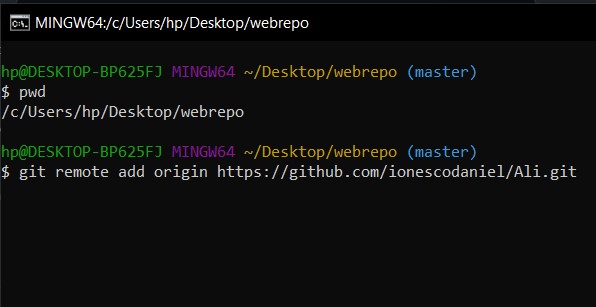 MINGW64:/c/Users/hp/Desktop/webrepo
hp@DESKTOP-BP625FJ MINGW64 ~/Desktop/webrepo (master)
$ pwd
/c/Users/hp/Desktop/webrepo
hp@DESKTOP-BP625FJ MINGW64 ~/Desktop/webrepo (master)
$ git remote add origin https://github.com/ionescodaniel/Ali.git